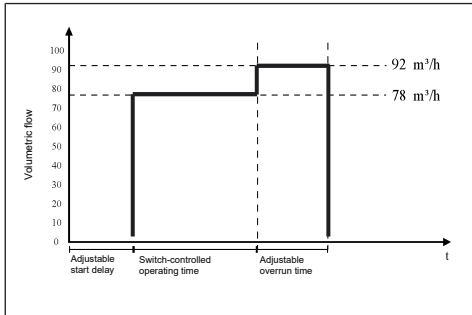 Volumetric flow
100
90
80
70
60
50
40
30
20
10
0
92 m³/h
78 m³/h
t
Adjustable
start delay
Switch-controlled
operating time
Adjustable
overrun time